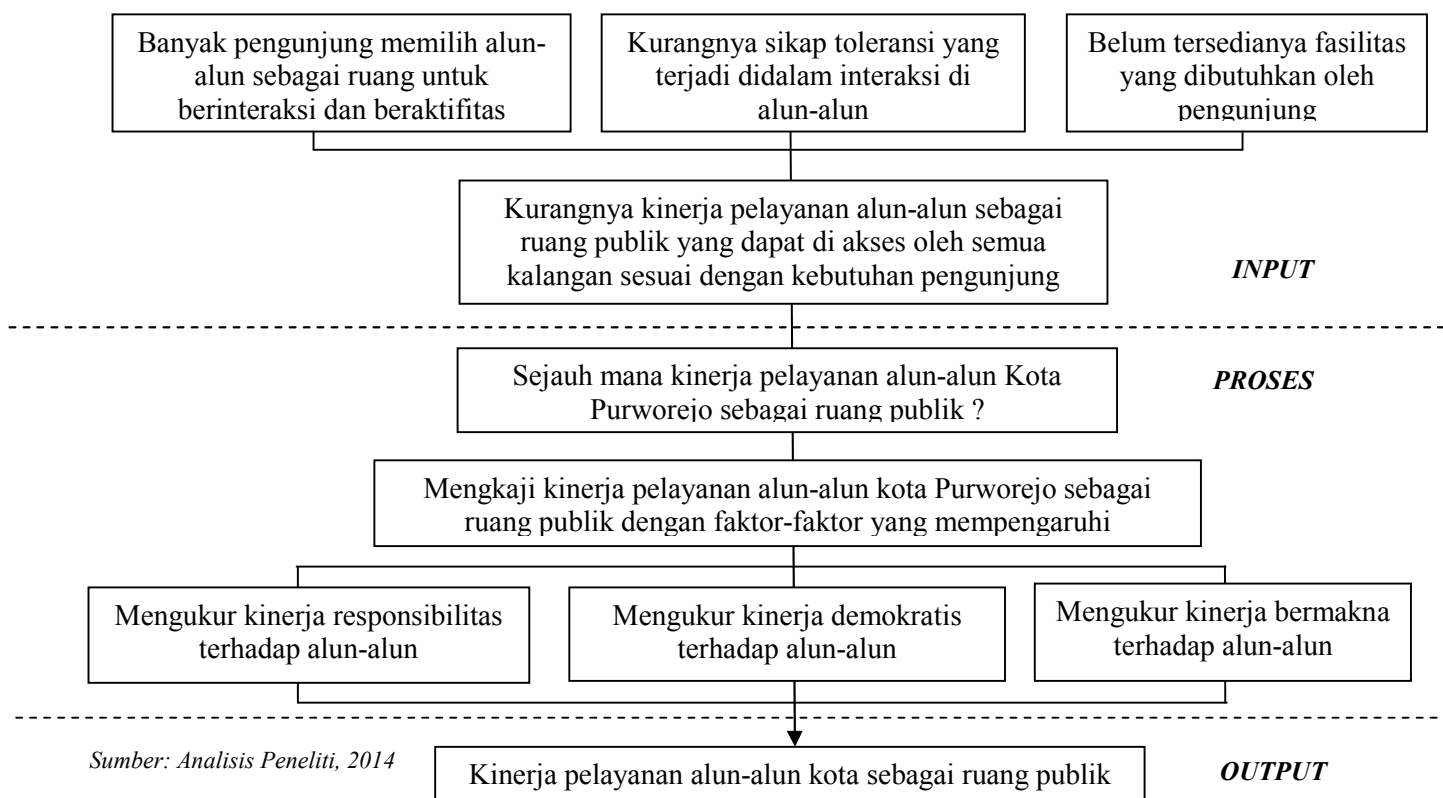 Banyak pengunjung memilih alun-
alun sebagai ruang untuk
berinteraksi dan beraktifitas
Kurangnya sikap toleransi yang
terjadi didalam interaksi di
alun-alun
Belum tersedianya fasilitas
yang dibutuhkan oleh
pengunjung
Kurangnya kinerja pelayanan alun-alun sebagai
ruang publik yang dapat di akses oleh semua
kalangan sesuai dengan kebutuhan pengunjung
INPUT
Sejauh mana kinerja pelayanan alun-alun Kota
Purworejo sebagai ruang publik ?
PROSES
Mengkaji kinerja pelayanan alun-alun kota Purworejo sebagai
ruang publik dengan faktor-faktor yang mempengaruhi
Mengukur kinerja responsibilitas
terhadap alun-alun
Mengukur kinerja demokratis
terhadap alun-alun
Mengukur kinerja bermakna
terhadap alun-alun
Sumber: Analisis Peneliti, 2014
Kinerja pelayanan alun-alun kota sebagai ruang publik
OUTPUT